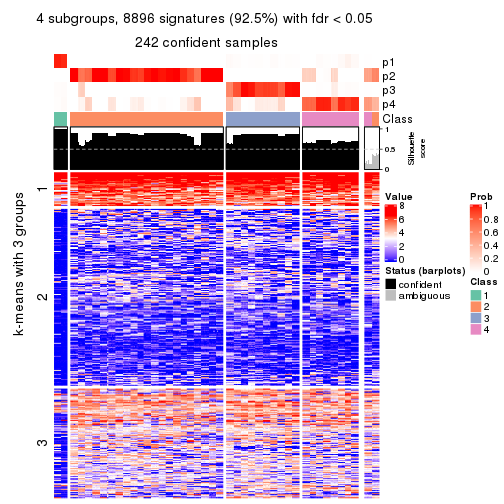 4 subgroups, 8896 signatures (92.5%) with fdr < 0.05
242 confident samples
p1
p2
p3
p4
Class
1
0.5
0
Silhouette
score
k-means with 3 groups
1
2
3
Value
8
6
4
2
0
Status (barplots)
confident
ambiguous
Prob
1
0.8
0.6
0.4
0.2
0
Class
1
2
3
4